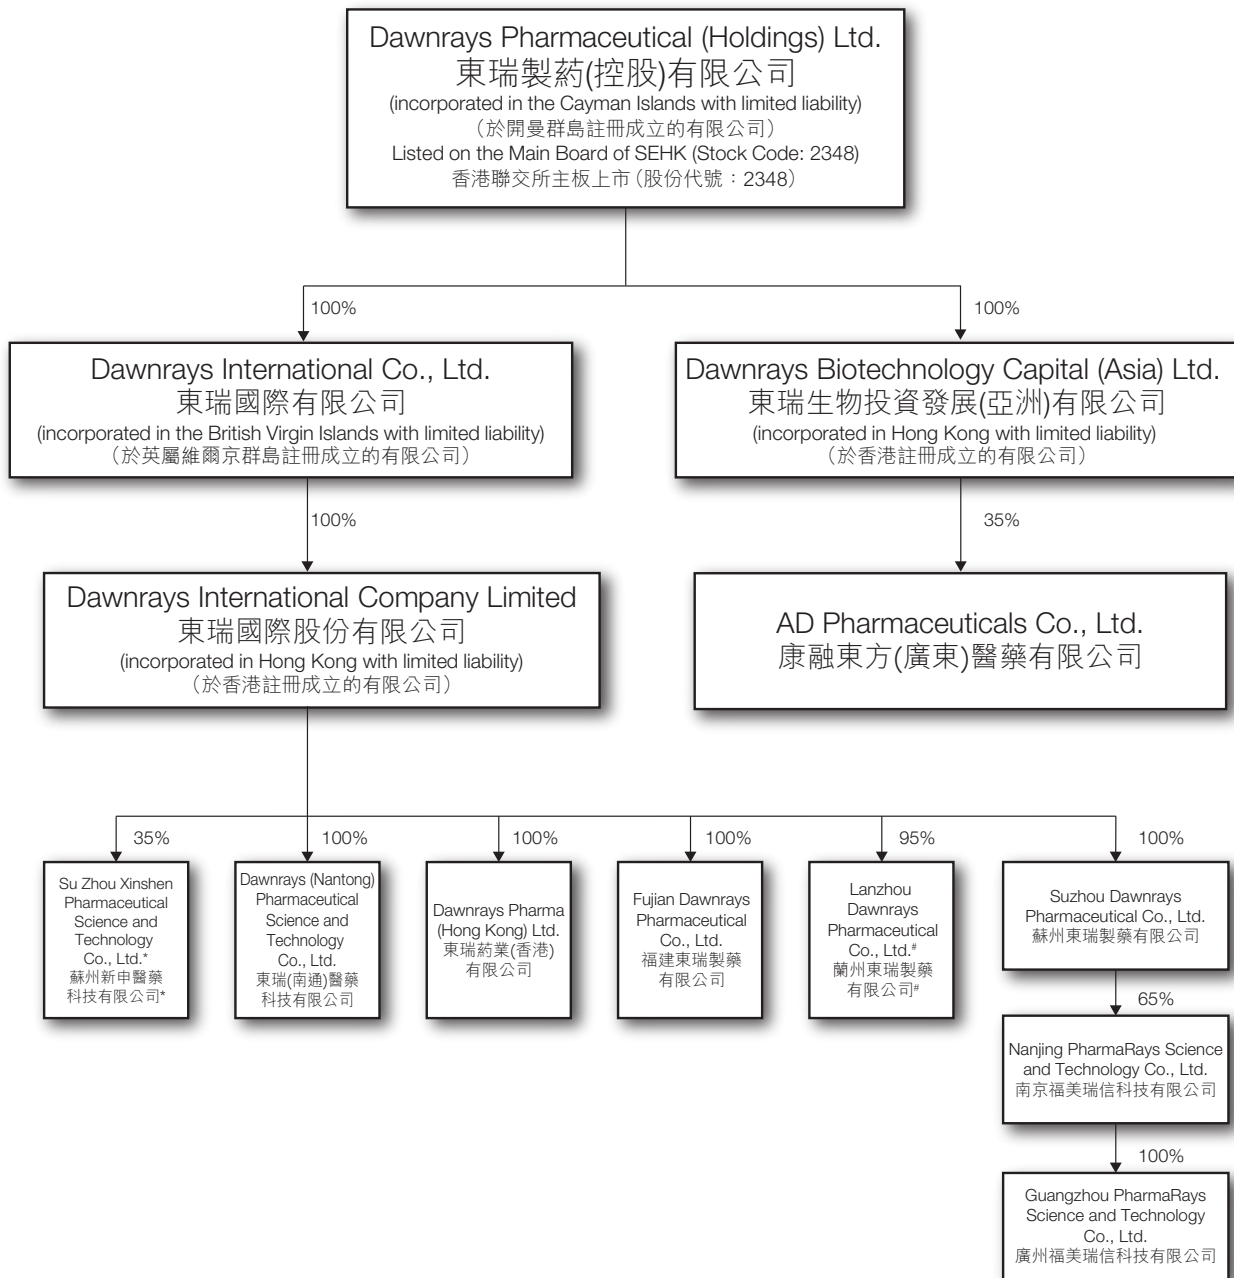 Dawnrays Pharmaceutical (Holdings) Ltd.
東瑞製葯(控股)有限公司
(incorporated in the Cayman Islands with limited liability)
（於開曼群島註冊成立的有限公司）
Listed on the Main Board of SEHK (Stock Code: 2348)
香港聯交所主板上市（股份代號：2348）
100%
100%
Dawnrays International Co., Ltd.
東瑞國際有限公司
(incorporated in the British Virgin Islands with limited liability)
（於英屬維爾京群島註冊成立的有限公司）
Dawnrays Biotechnology Capital (Asia) Ltd.
東瑞生物投資發展(亞洲)有限公司
(incorporated in Hong Kong with limited liability)
（於香港註冊成立的有限公司）
100%
35%
Dawnrays International Company Limited
東瑞國際股份有限公司
(incorporated in Hong Kong with limited liability)
（於香港註冊成立的有限公司）
AD Pharmaceuticals Co., Ltd.
康融東方(廣東)醫藥有限公司
35%
100%
100%
100%
95%
100%
Su Zhou Xinshen
Pharmaceutical
Science and
Technology
Co., Ltd.*
蘇州新申醫藥
科技有限公司*
Dawnrays (Nantong)
Pharmaceutical
Science and
Technology
Co., Ltd.
東瑞(南通)醫藥
科技有限公司
Dawnrays Pharma
(Hong Kong) Ltd.
東瑞葯業(香港)
有限公司
Fujian Dawnrays
Pharmaceutical
Co., Ltd.
福建東瑞製藥
有限公司
Lanzhou
Dawnrays
Pharmaceutical
Co., Ltd.#
蘭州東瑞製藥
有限公司#
Suzhou Dawnrays
Pharmaceutical Co., Ltd.
蘇州東瑞製藥有限公司
65%
Nanjing PharmaRays Science
and Technology Co., Ltd.
南京福美瑞信科技有限公司
100%
Guangzhou PharmaRays
Science and Technology
Co., Ltd.
廣州福美瑞信科技有限公司